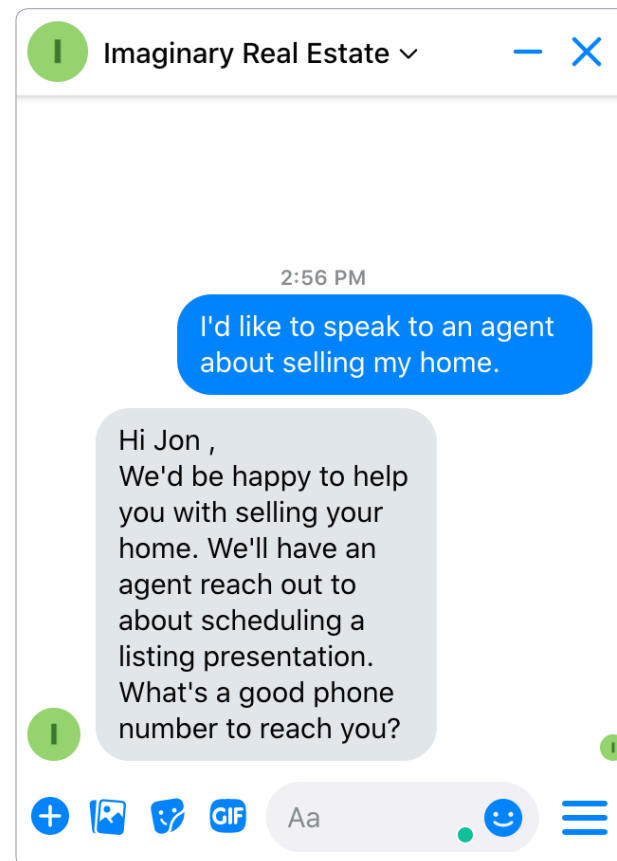 I
Imaginary Real Estate
2:56 PM
I'd like to speak to an agent
about selling my home.
Hi Jon ,
We'd be happy to help
you with selling your
home. We'll have an
agent reach out to
about scheduling a
listing presentation.
What's a good phone
number to reach you?
I
I
GIF
Aa